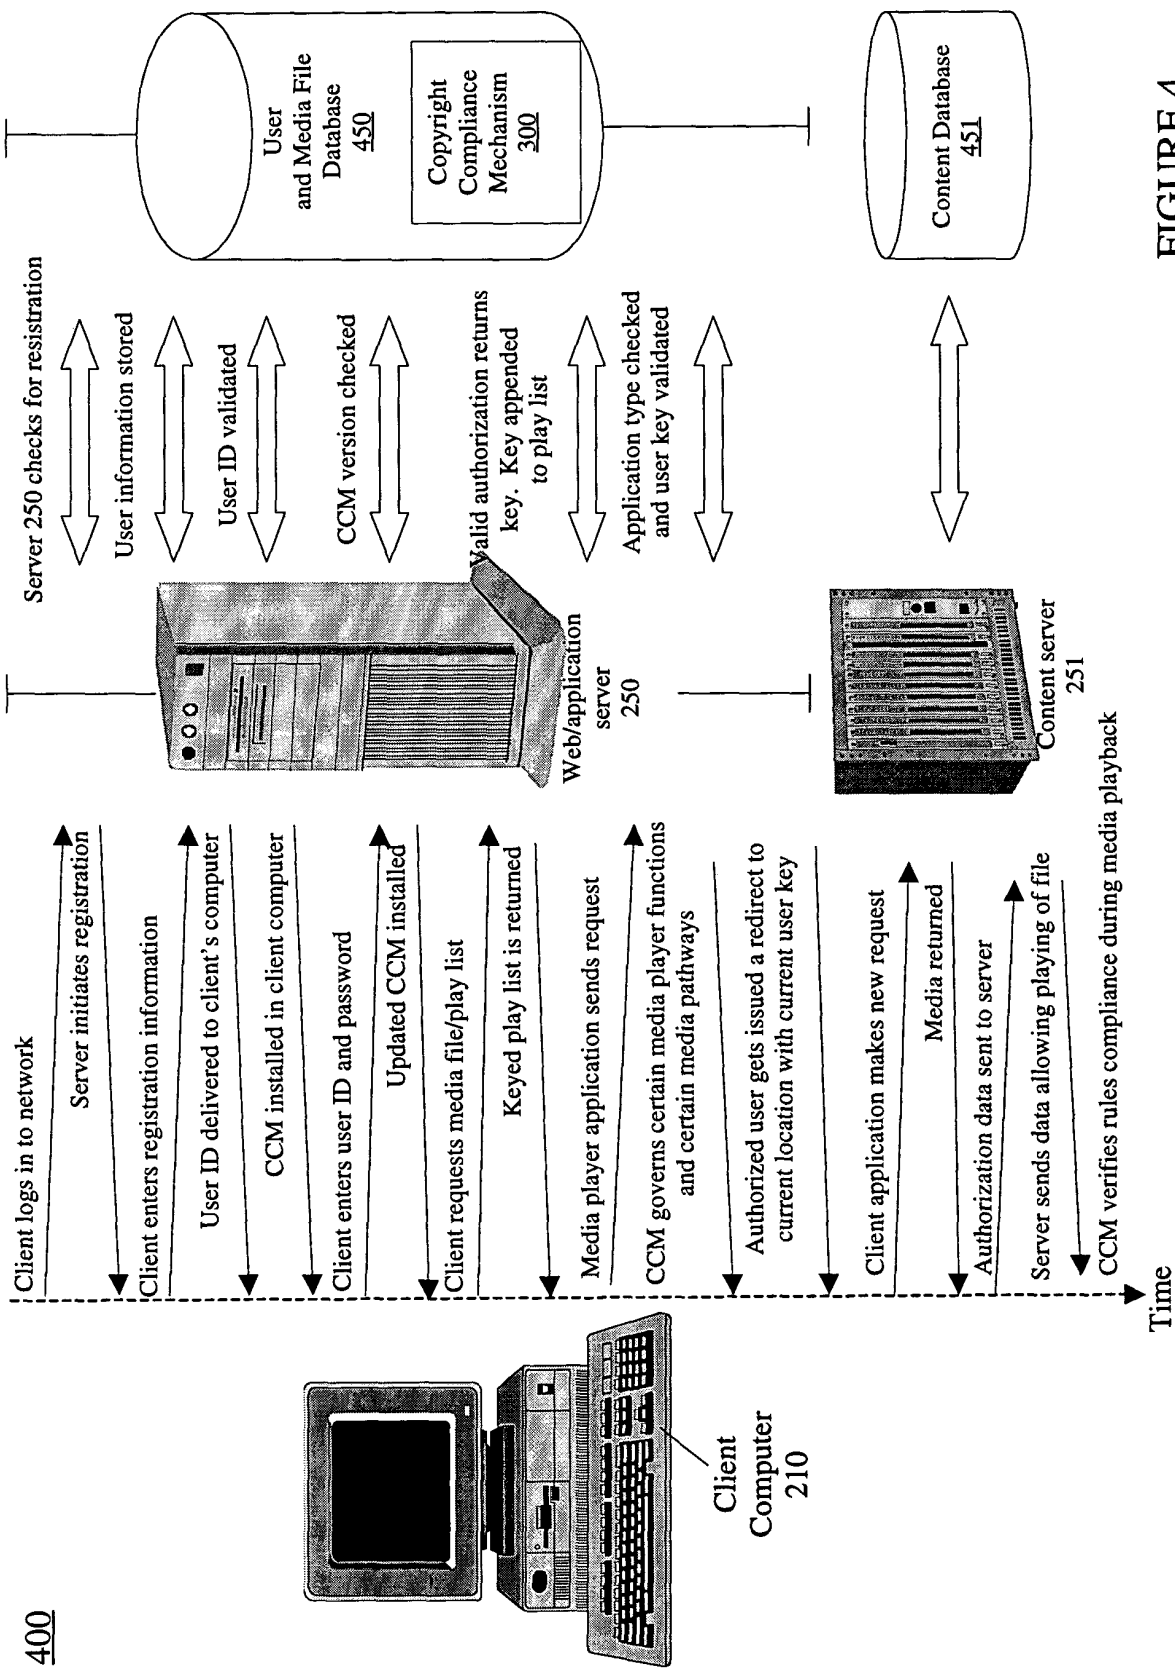 400
Client logs in to network
Server initiates registration
Client enters registration information
User ID delivered to client's computer
CCM installed in client computer
Client enters user ID and password
Updated CCM installed
Client requests media file/play list
Keyed play list is returned
Media player application sends request
CCM governs certain media player functions
and certain media pathways
Authorized user gets issued a redirect to
current location with current user key
Client application makes new request
Media returned
Authorization data sent to server
Server sends data allowing playing of file
CCM verifies rules compliance during media playback
Time
Client
Computer
210
Web/application
server
250
Content server
251
Server 250 checks for resistration
User information stored
User ID validated
CCM version checked
Valid authorization returns
key. Key appended
to play list
Application type checked
and user key validated
User
and Media File
Database
450
Copyright
Compliance
Mechanism
300
Content Database
451
FIGURE 4